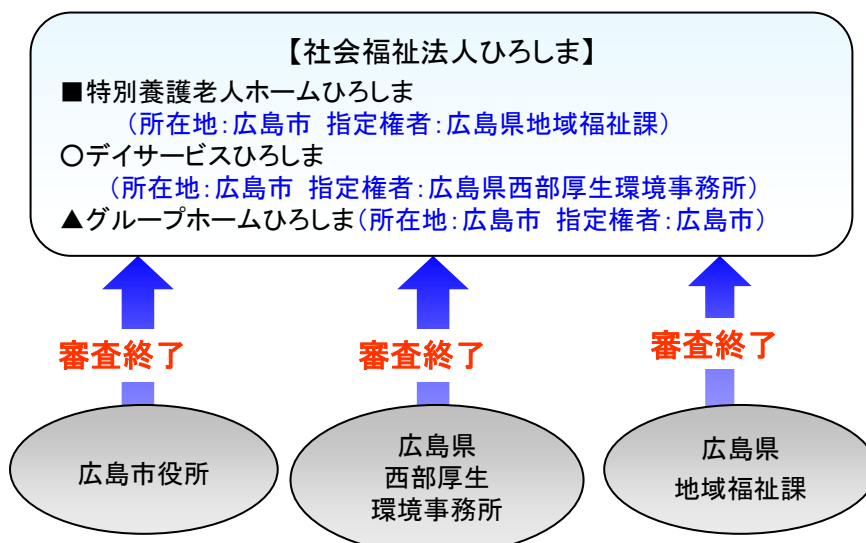 【社会福祉法人ひろしま】
■特別養護老人ホームひろしま
（所在地：広島市 指定権者：広島県地域福祉課）
〇デイサービスひろしま
（所在地：広島市 指定権者：広島県西部厚生環境事務所）
▲グループホームひろしま（所在地：広島市 指定権者：広島市）
審査終了
審査終了
審査終了
広島市役所
広島県
西部厚生
環境事務所
広島県
地域福祉課